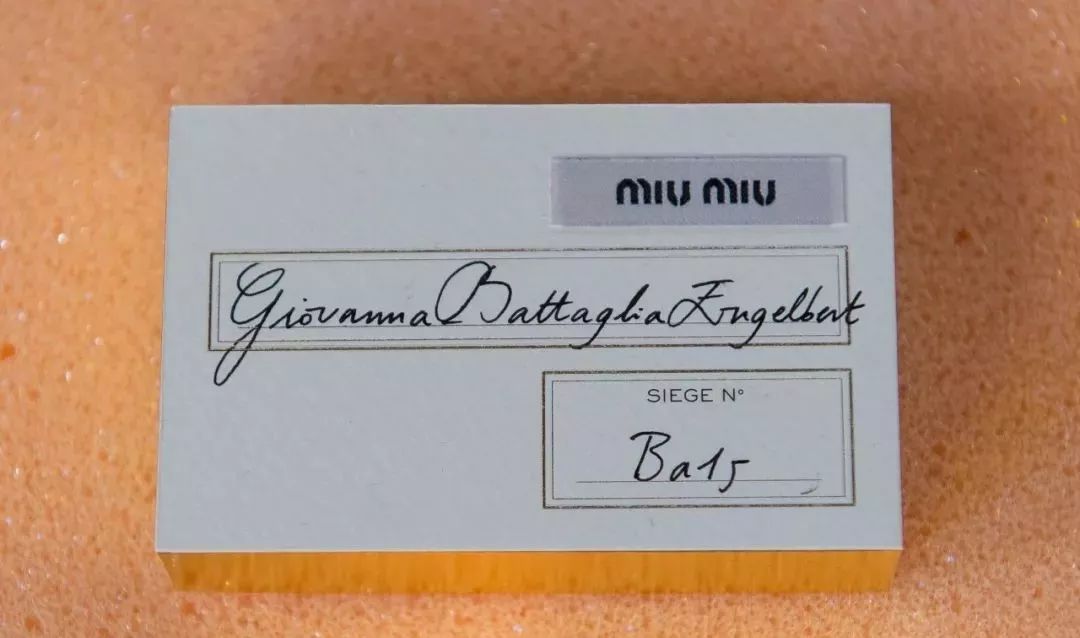 miu miu
Giovanna Battaglia Engelbert
SIEGE N°
Ba15